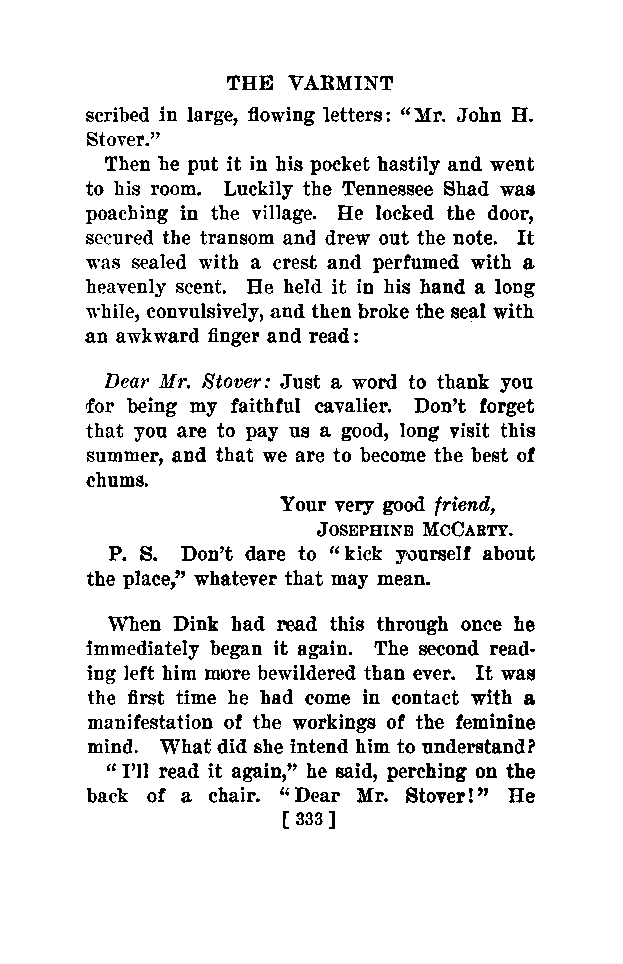 THE VARMINT
scribed in large, flowing letters: “Mr. John H.
Stover.”
Then he put it in his pocket hastily and went
to his room. Luckily the Tennessee Shad was
poaching in the village. He locked the door,
secured the transom and drew out the note. It
was sealed with a crest and perfumed with a
heavenly scent. He held it in his hand a long
while, convulsively, and then broke the seal with
an awkward finger and read:
Dear Mr. Stover: Just a word to thank you
for being my faithful cavalier. Don’t forget
that you are to pay us a good, long visit this
summer, and that we are to become the best of
chums.
Your very good friend,
JOSEPHINE MCCARTY.
P. S. Don’t dare to “kick yourself about
the place,” whatever that may mean.
When Dink had read this through once he
immediately began it again. The second read-
ing left him more bewildered than ever. It was
the first time he had come in contact with a
manifestation of the workings of the feminine
mind. What did she intend him to understand?
“I’ll read it again,” he said, perching on the
back of a chair. “Dear Mr. Stover!” He
[ 333 ]